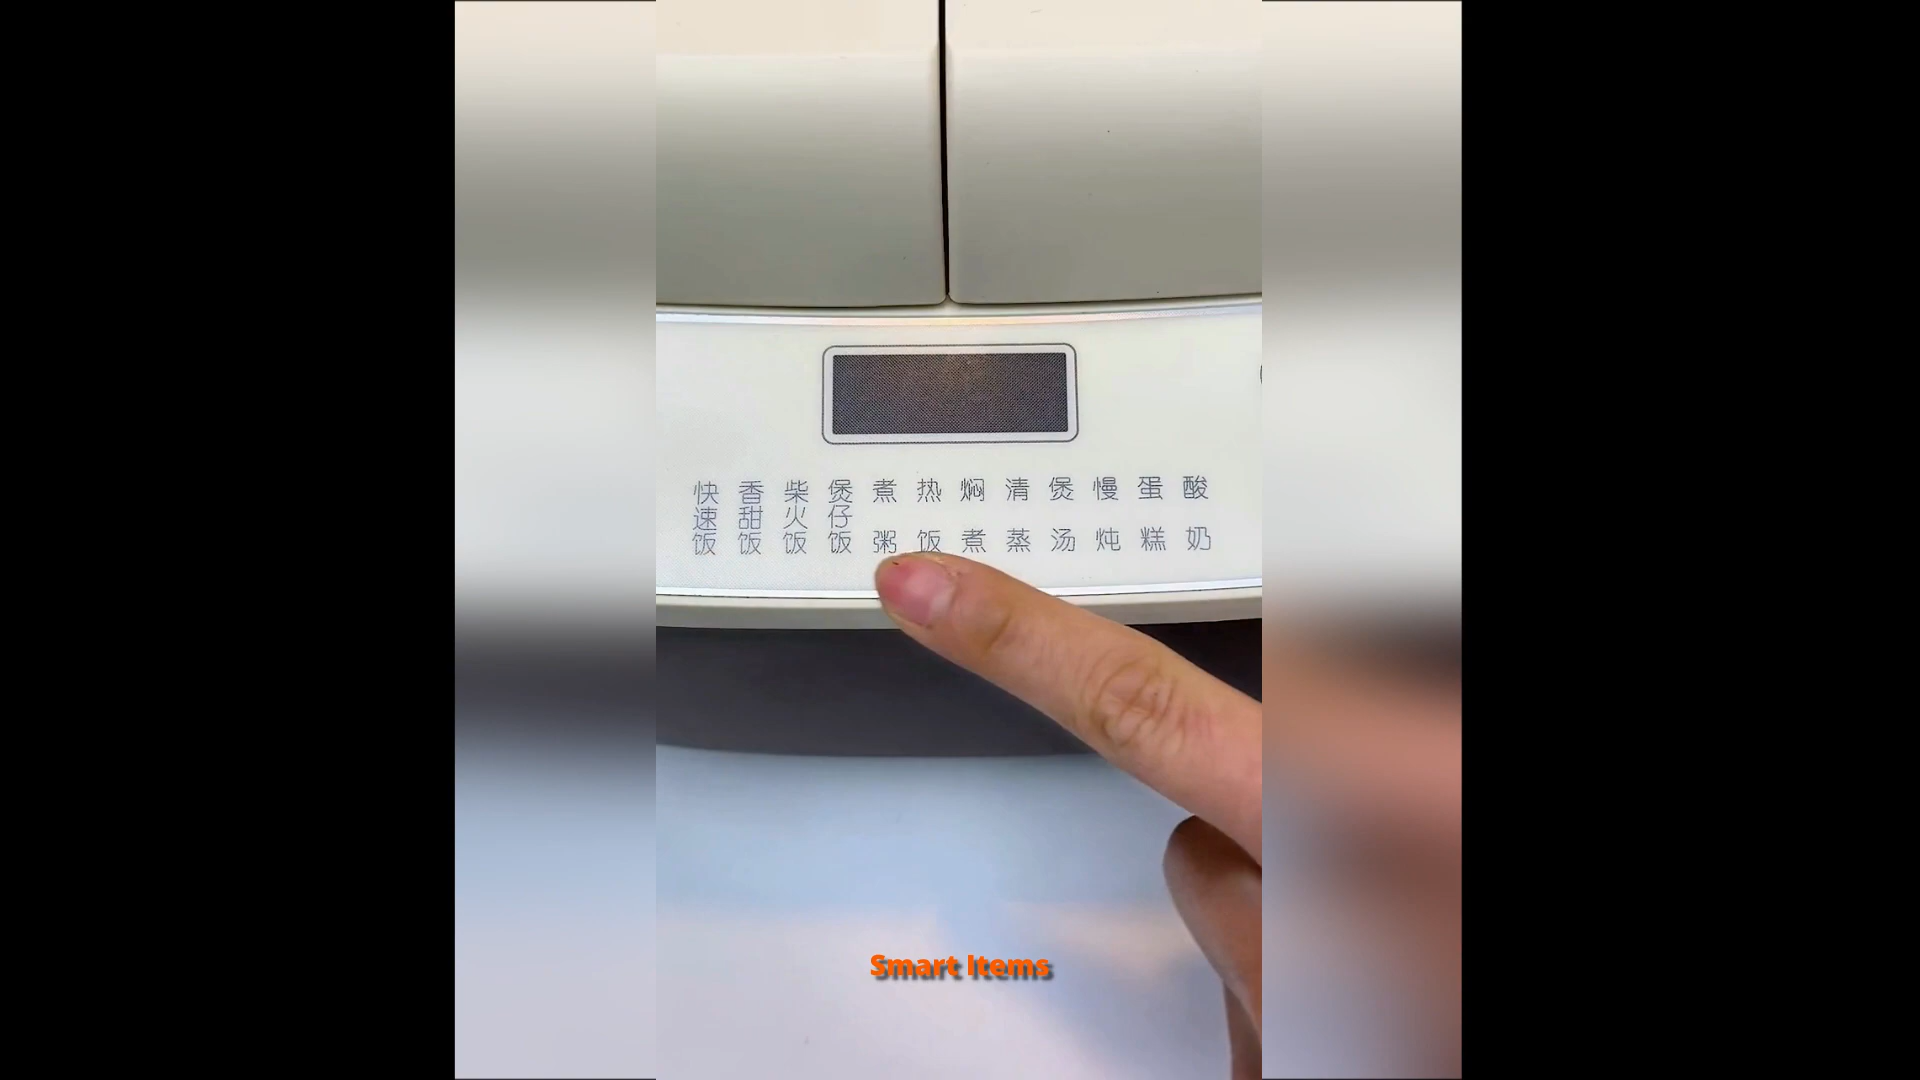 快速饭
香甜饭
柴火饭
煲仔饭
煮粥
热饭
焖煮
清蒸
煲汤
慢炖
蛋糕
酸奶
Smart Items